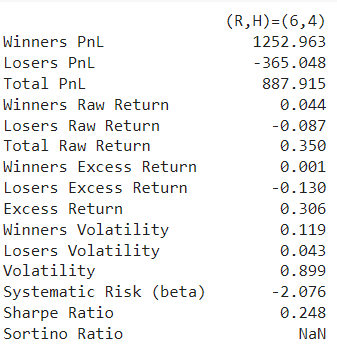 (R,H)=(6,4)
Winners PnL 1252.963
Losers PnL -365.048
Total PnL 887.915
Winners Raw Return 0.044
Losers Raw Return -0.087
Total Raw Return 0.350
Winners Excess Return 0.001
Losers Excess Return -0.130
Excess Return 0.306
Winners Volatility 0.119
Losers Volatility 0.043
Volatility 0.899
Systematic Risk (beta) -2.076
Sharpe Ratio 0.248
Sortino Ratio NaN